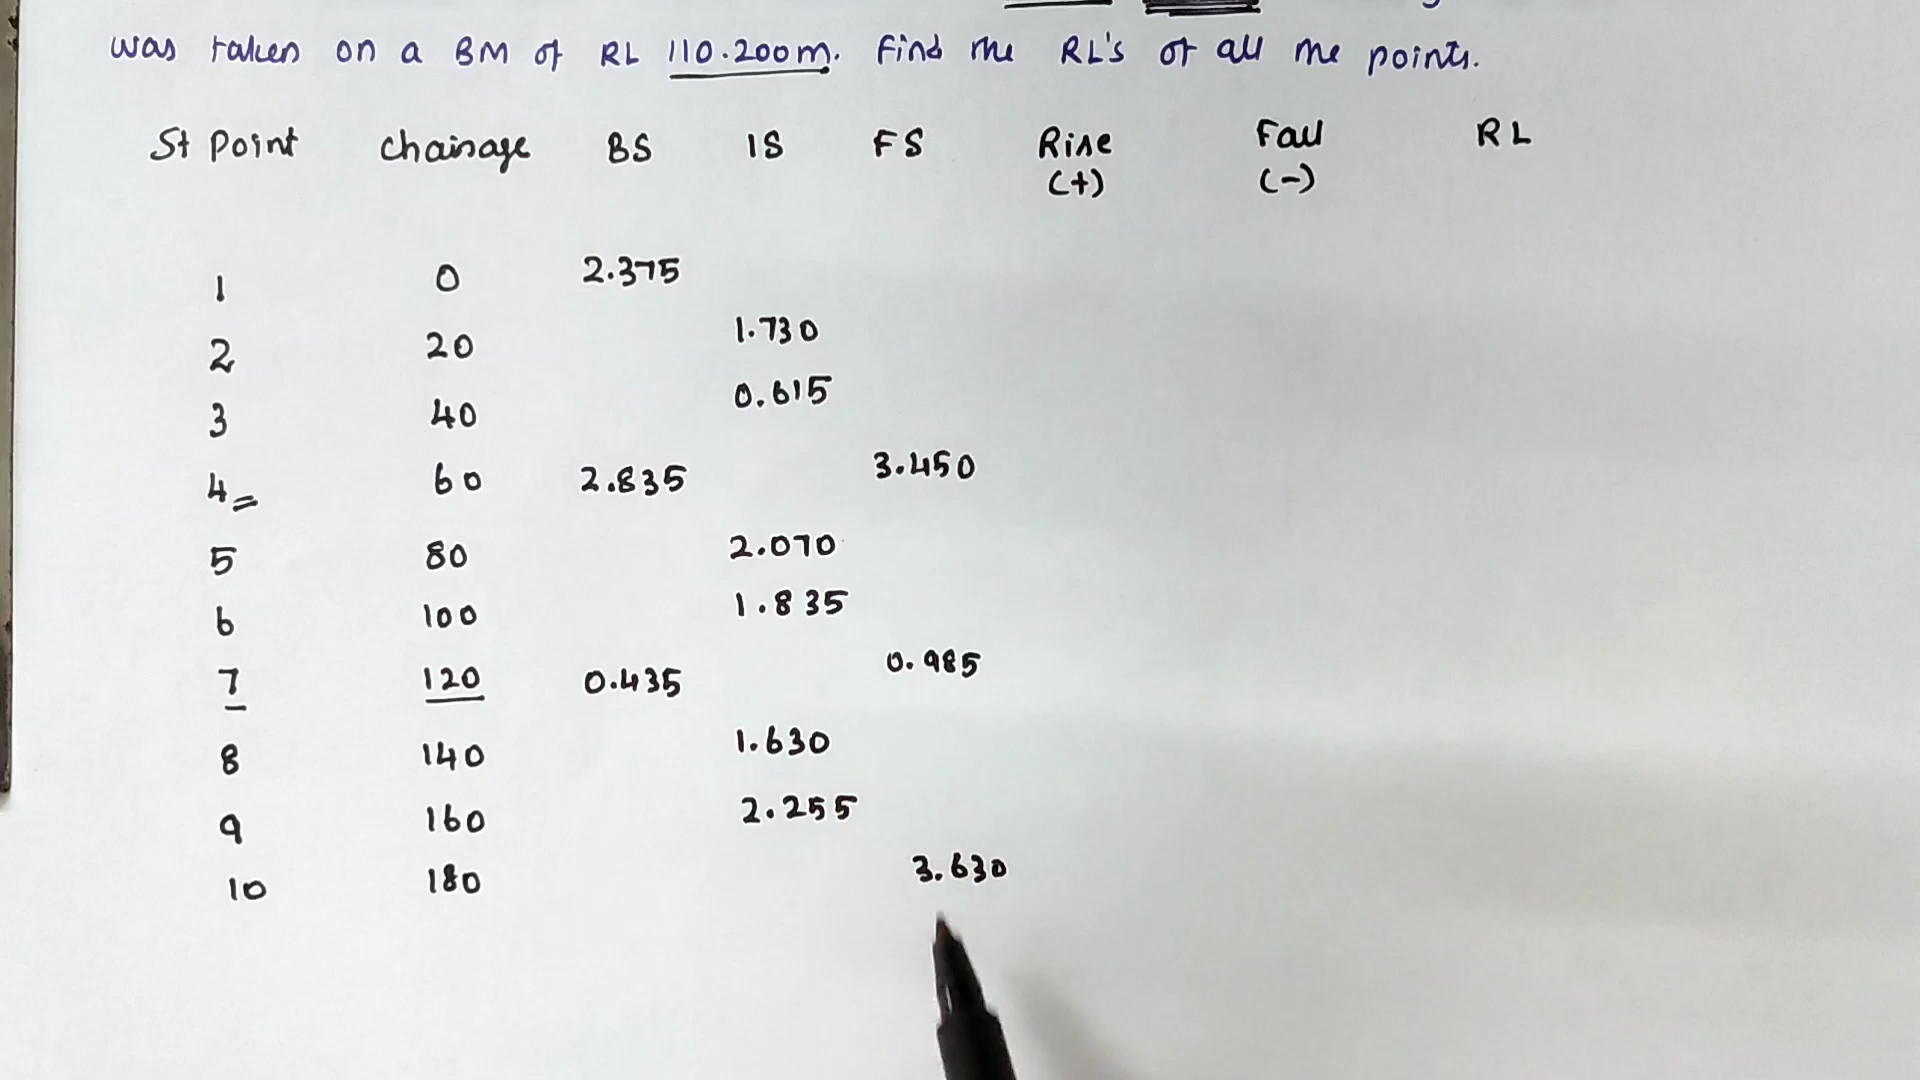 was taken on a BM of RL 110.200m. Find the RL's of all the points.
St Point chainage BS IS FS Rise (+) Fall (-) RL
1 0 2.375
2 20 1.730
3 40 0.615
4 60 2.835 3.450
5 80 2.070
6 100 1.835
7 120 0.435 0.985
8 140 1.630
9 160 2.255
10 180 3.630